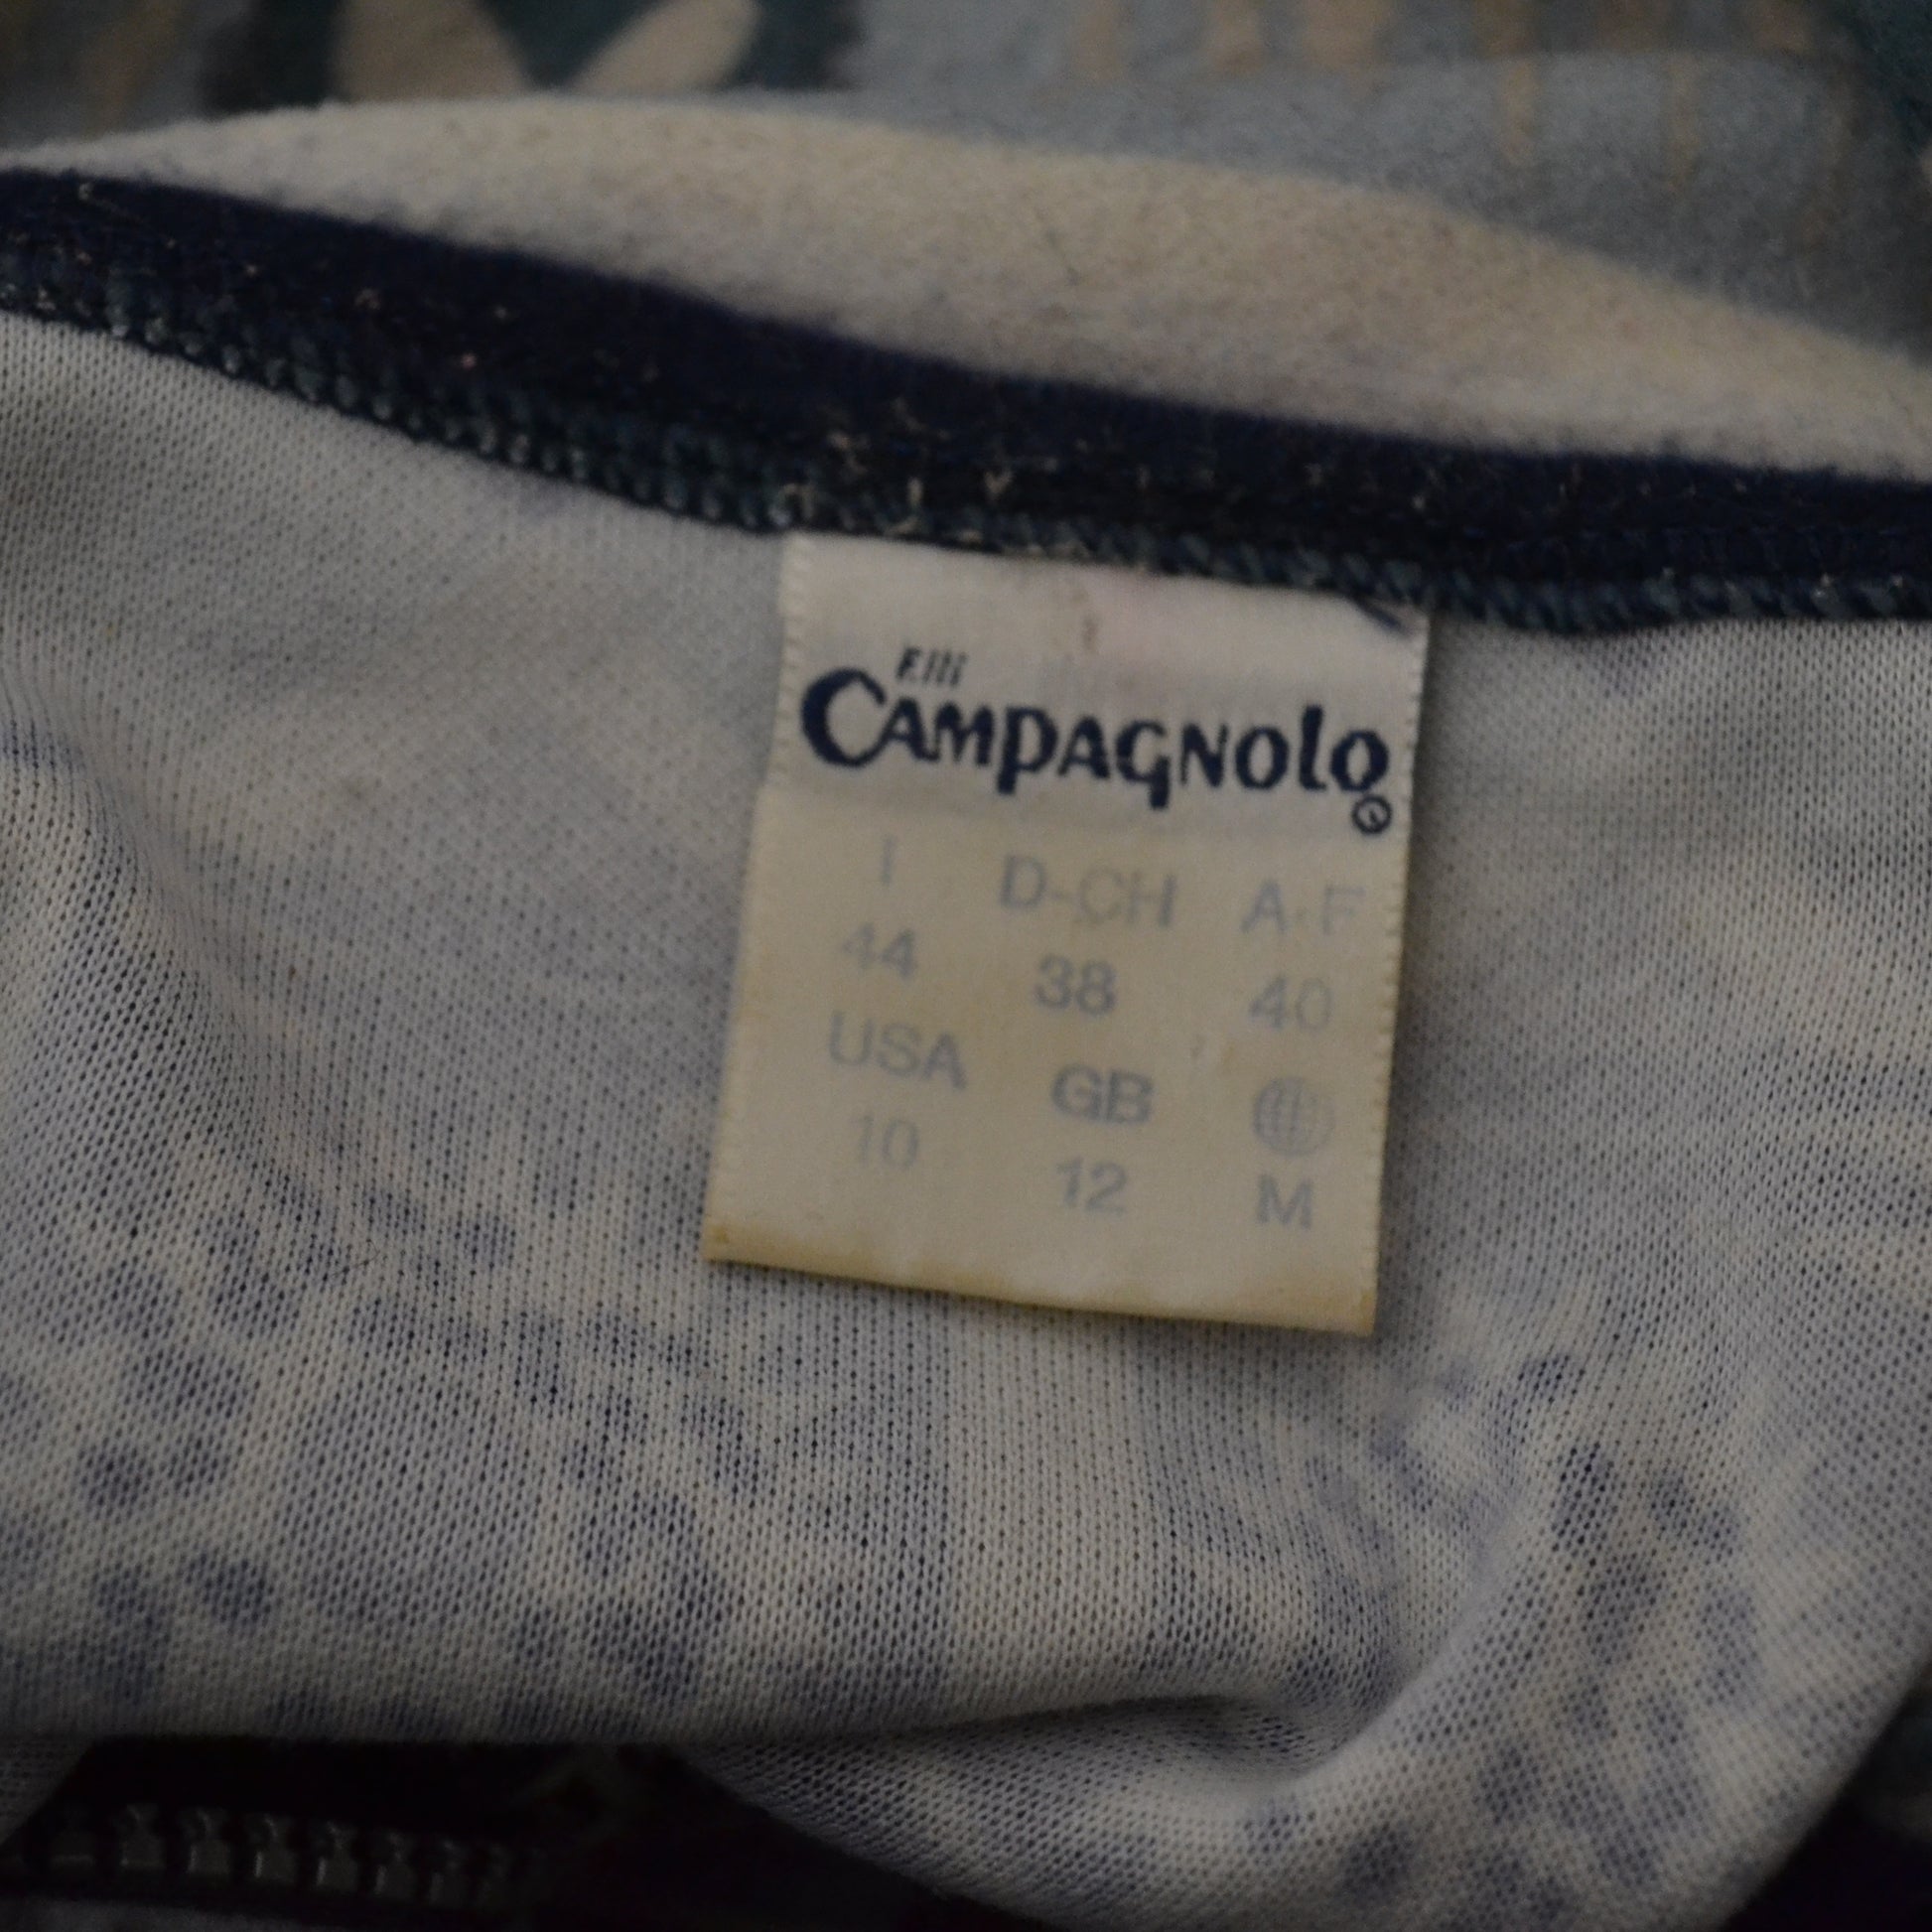 F.lli
CAMPAGNOLO
I D-CH A·F
44 38 40
USA GB
10 12 M